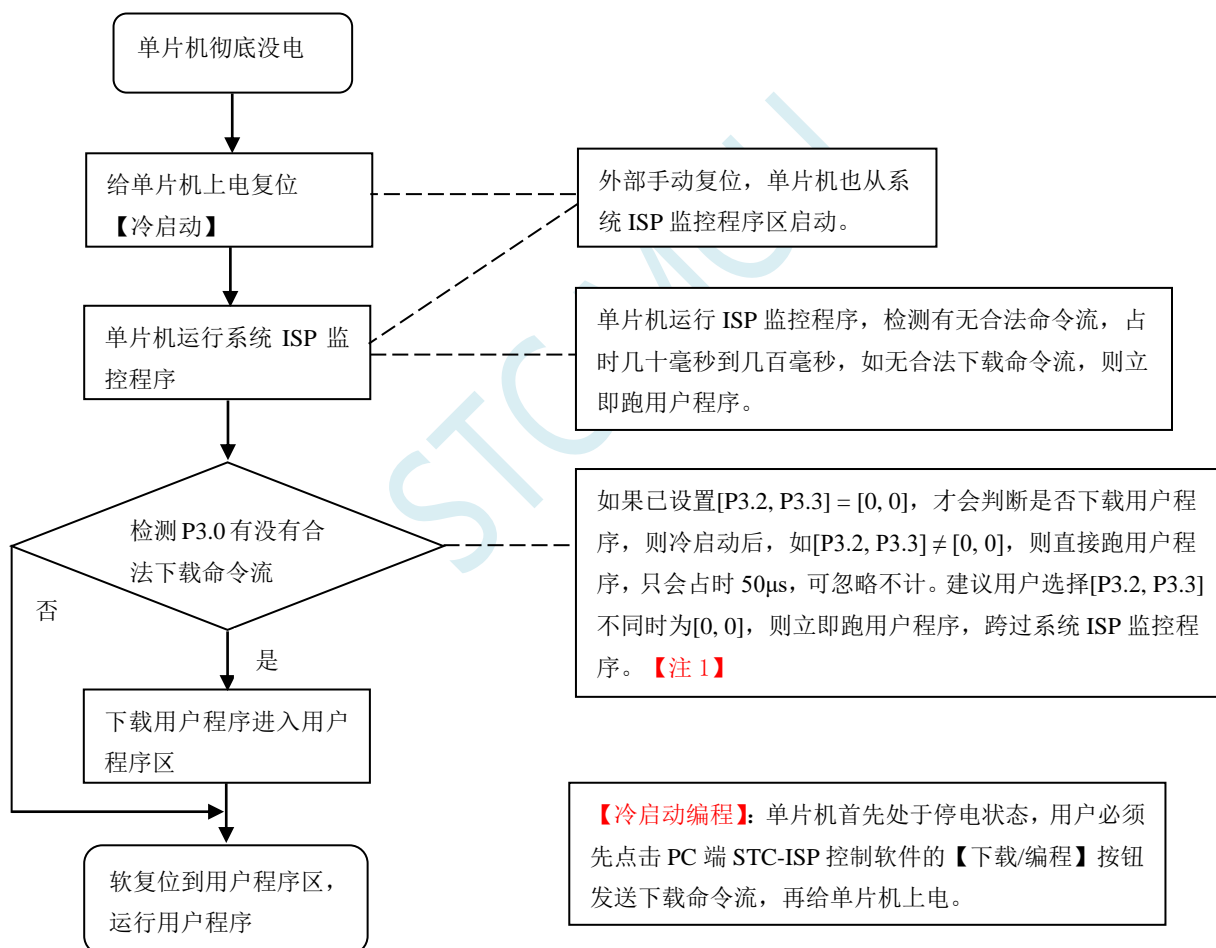 单片机彻底没电
给单片机上电复位
【冷启动】
外部手动复位，单片机也从系
统 ISP 监控程序区启动。
单片机运行系统 ISP 监
控程序
单片机运行 ISP 监控程序，检测有无合法命令流，占
时几十毫秒到几百毫秒，如无合法下载命令流，则立
即跑用户程序。
检测 P3.0 有没有合
法下载命令流
如果已设置[P3.2, P3.3] = [0, 0]，才会判断是否下载用户程
序，则冷启动后，如[P3.2, P3.3] ≠ [0, 0]，则直接跑用户程
序，只会占时 50μs，可忽略不计。建议用户选择[P3.2, P3.3]
不同时为[0, 0]，则立即跑用户程序，跨过系统 ISP 监控程
序。【注 1】
否
是
下载用户程序进入用户
程序区
软复位到用户程序区，
运行用户程序
【冷启动编程】：单片机首先处于停电状态，用户必须
先点击 PC 端 STC-ISP 控制软件的【下载/编程】按钮
发送下载命令流，再给单片机上电。
STC MCU